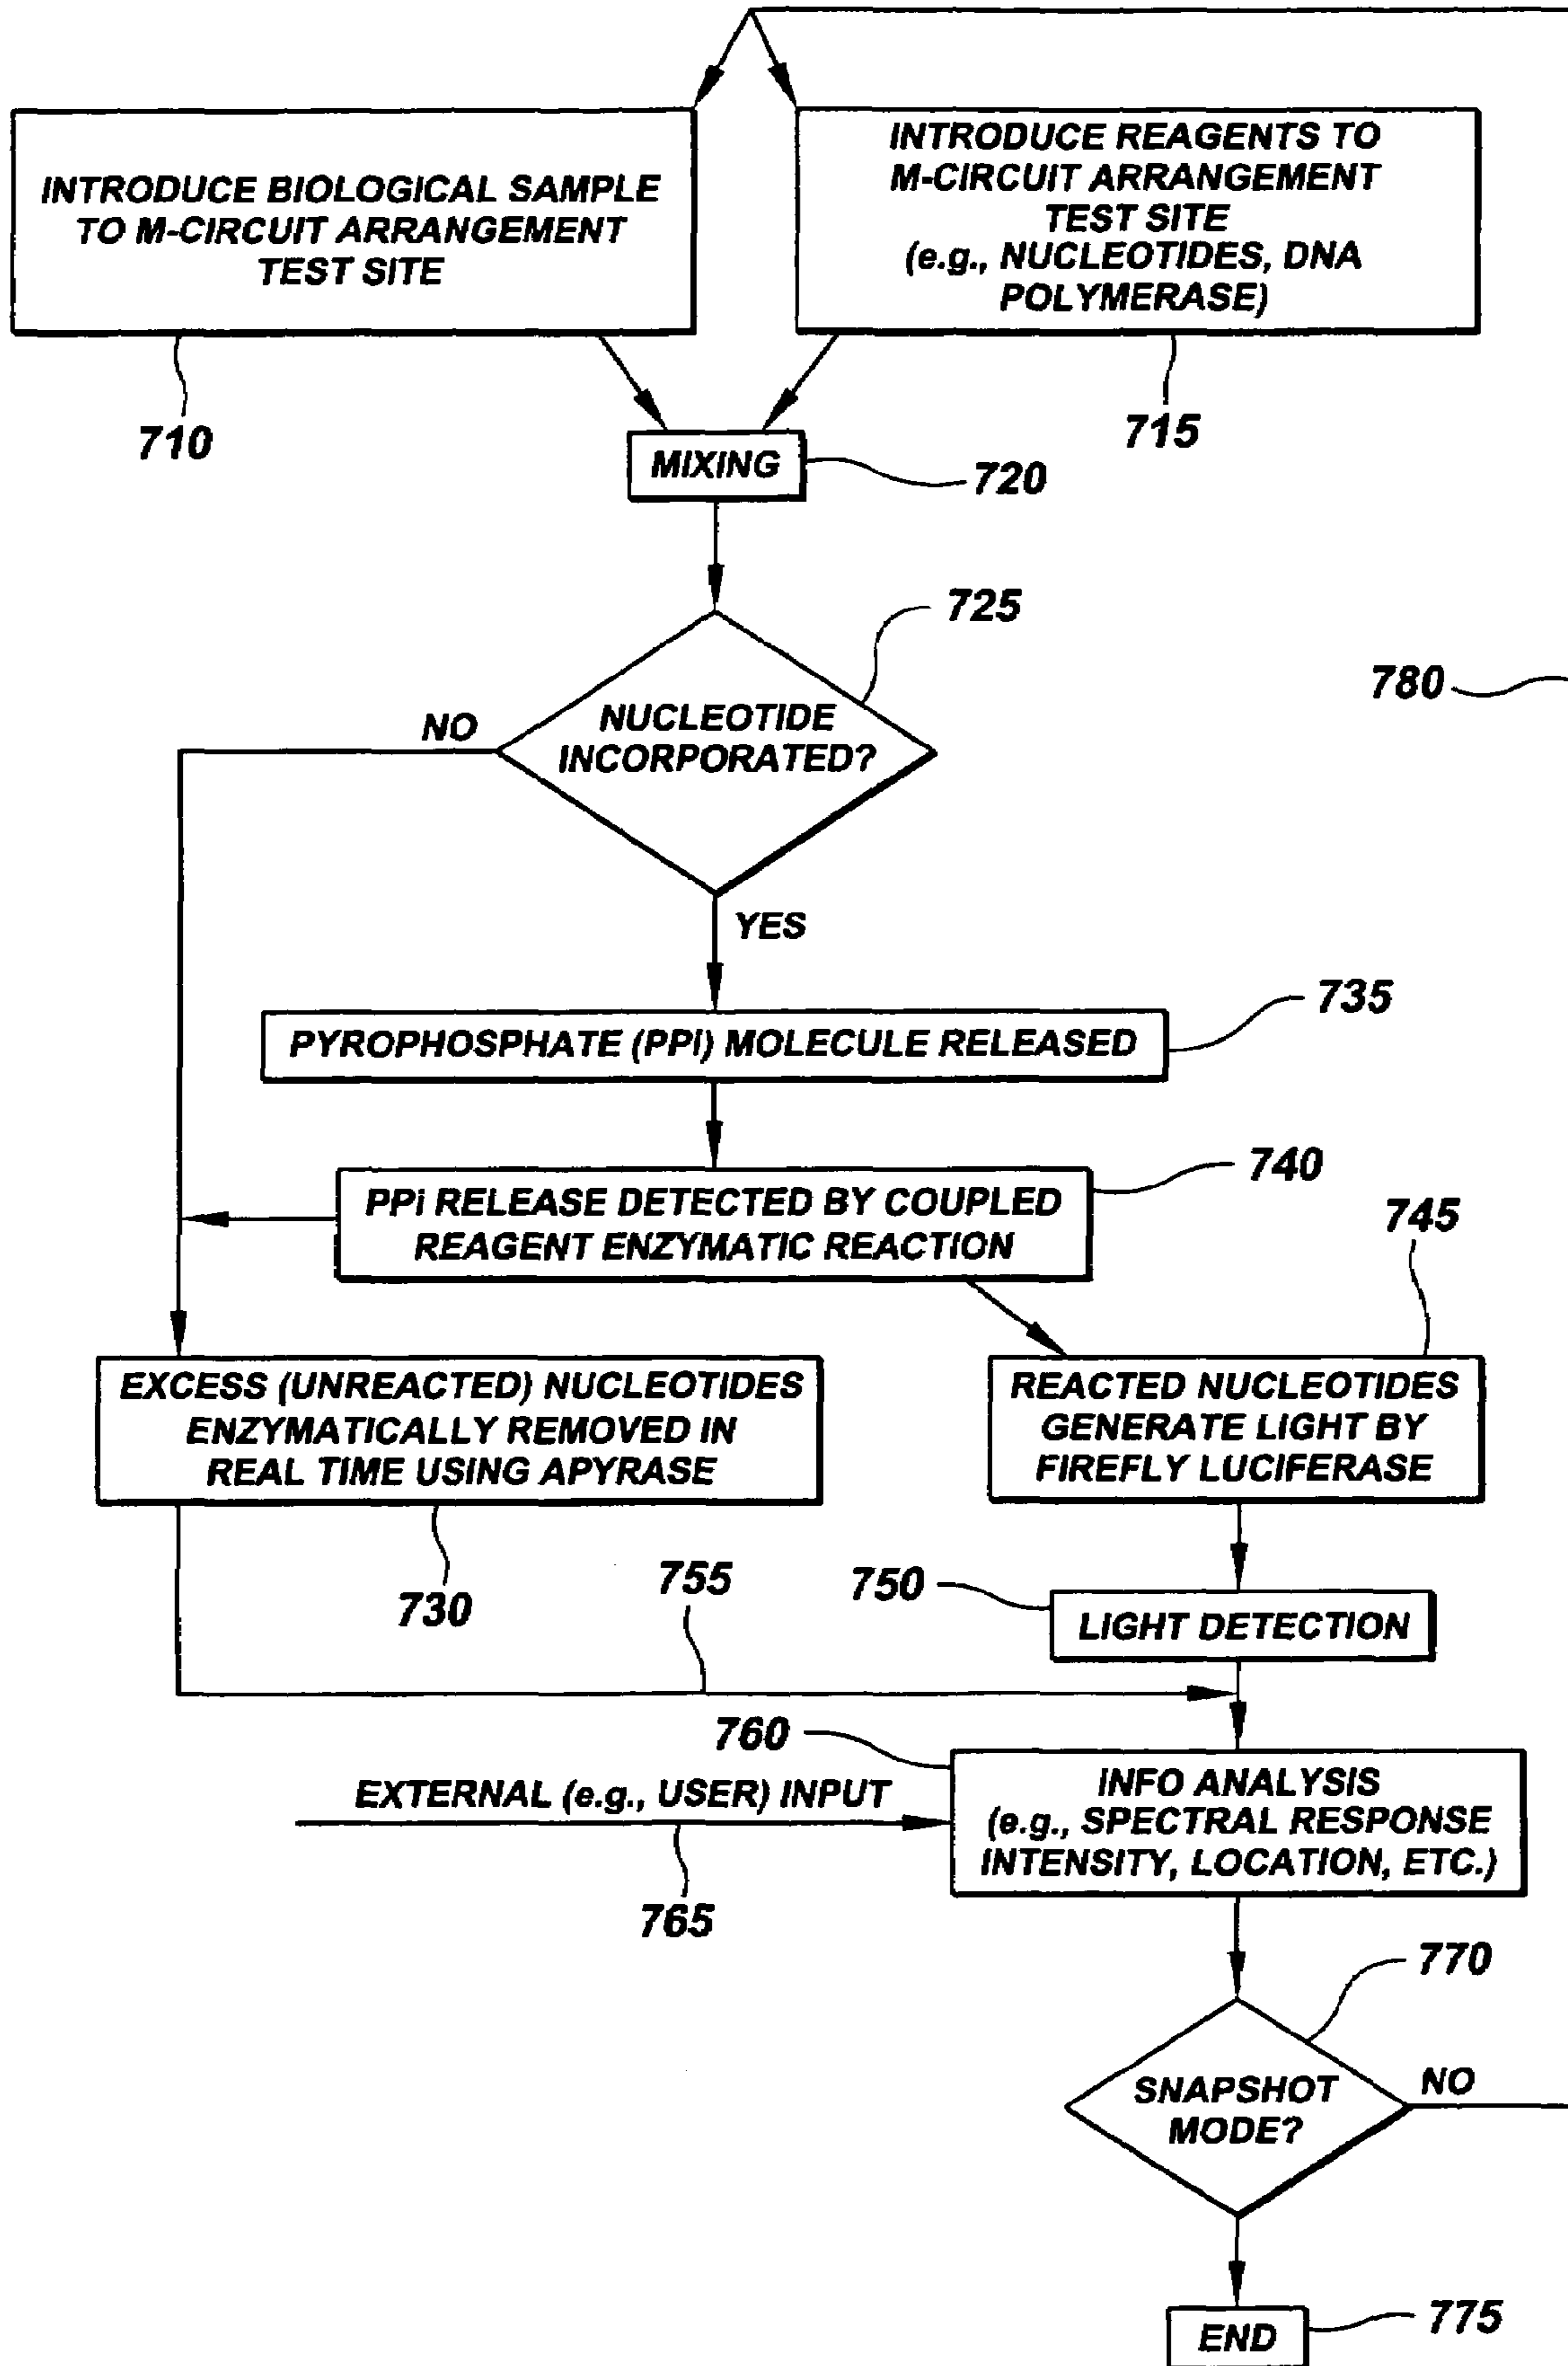 INTRODUCE BIOLOGICAL SAMPLE
TO M-CIRCUIT ARRANGEMENT
TEST SITE
710
INTRODUCE REAGENTS TO
M-CIRCUIT ARRANGEMENT
TEST SITE
(e.g., NUCLEOTIDES, DNA
POLYMERASE)
715
MIXING
720
725
NUCLEOTIDE
INCORPORATED?
NO
YES
780
PYROPHOSPHATE (PPi) MOLECULE RELEASED
735
PPi RELEASE DETECTED BY COUPLED
REAGENT ENZYMATIC REACTION
740
745
EXCESS (UNREACTED) NUCLEOTIDES
ENZYMATICALLY REMOVED IN
REAL TIME USING APYRASE
730
REACTED NUCLEOTIDES
GENERATE LIGHT BY
FIREFLY LUCIFERASE
755
750
LIGHT DETECTION
760
EXTERNAL (e.g., USER) INPUT
765
INFO ANALYSIS
(e.g., SPECTRAL RESPONSE
INTENSITY, LOCATION, ETC.)
770
SNAPSHOT
MODE?
NO
END
775